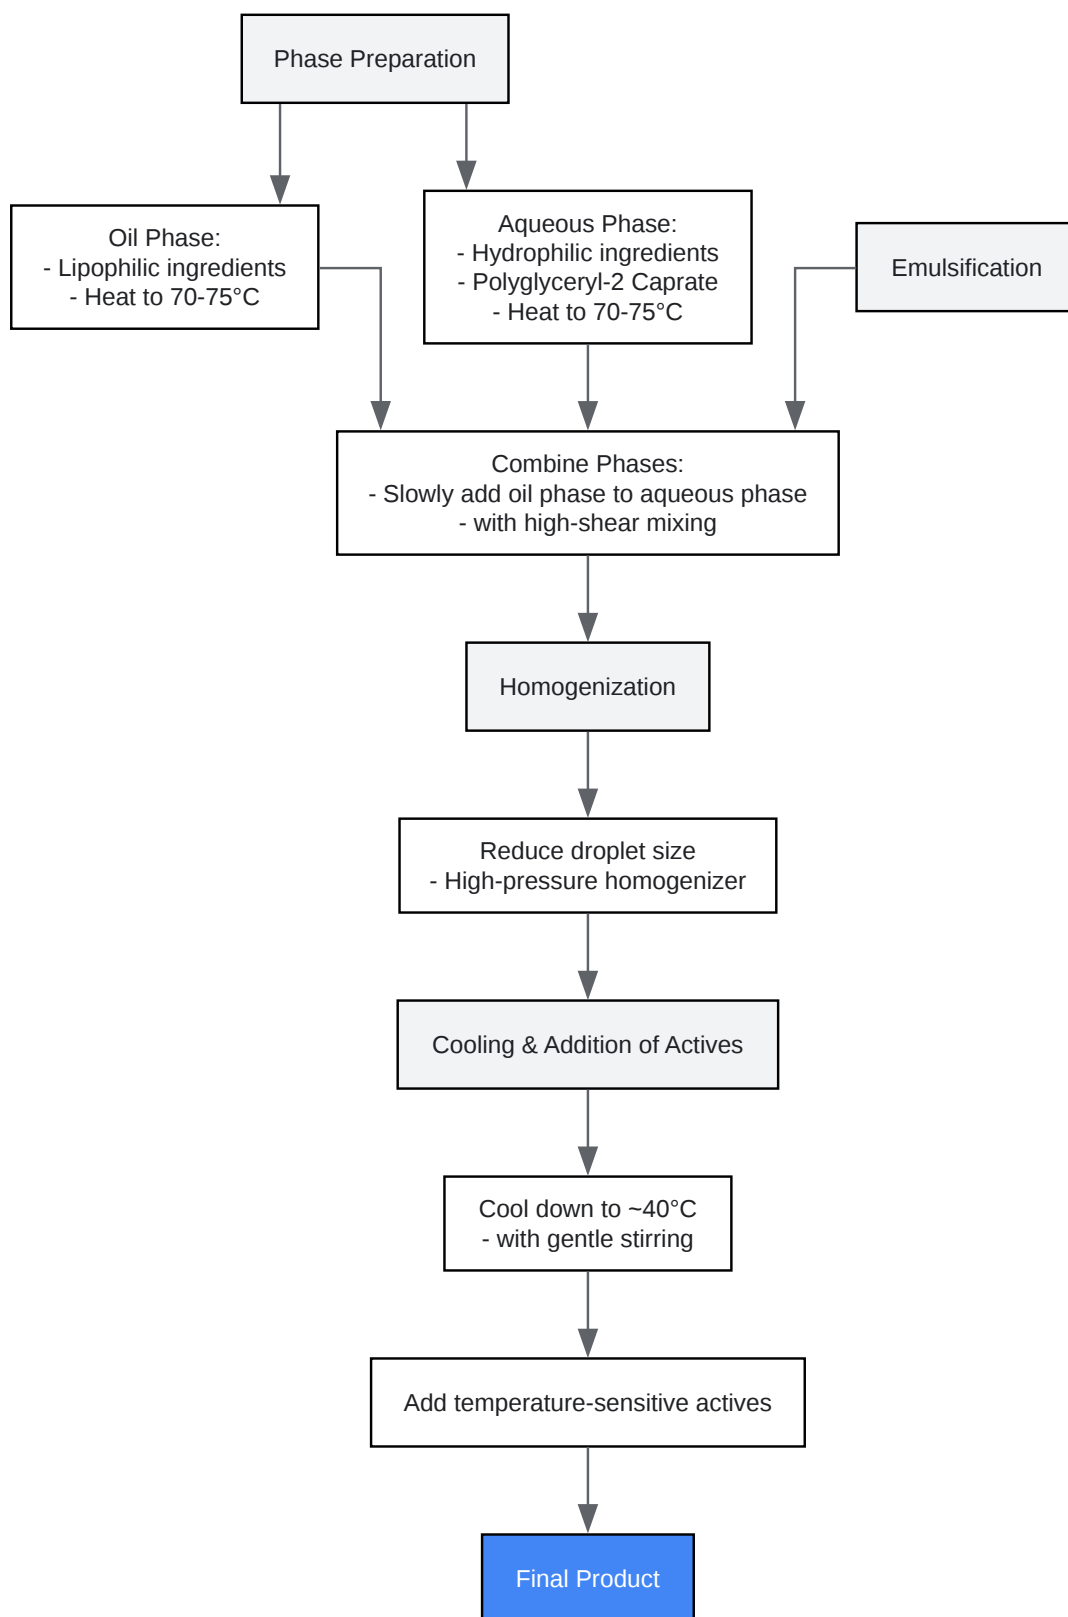 Phase Preparation
Oil Phase:
- Lipophilic ingredients
- Heat to 70-75°C
Aqueous Phase:
- Hydrophilic ingredients
- Polyglyceryl-2 Caprate
- Heat to 70-75°C
Emulsification
Combine Phases:
- Slowly add oil phase to aqueous phase
- with high-shear mixing
Homogenization
Reduce droplet size
- High-pressure homogenizer
Cooling & Addition of Actives
Cool down to ~40°C
- with gentle stirring
Add temperature-sensitive actives
Final Product